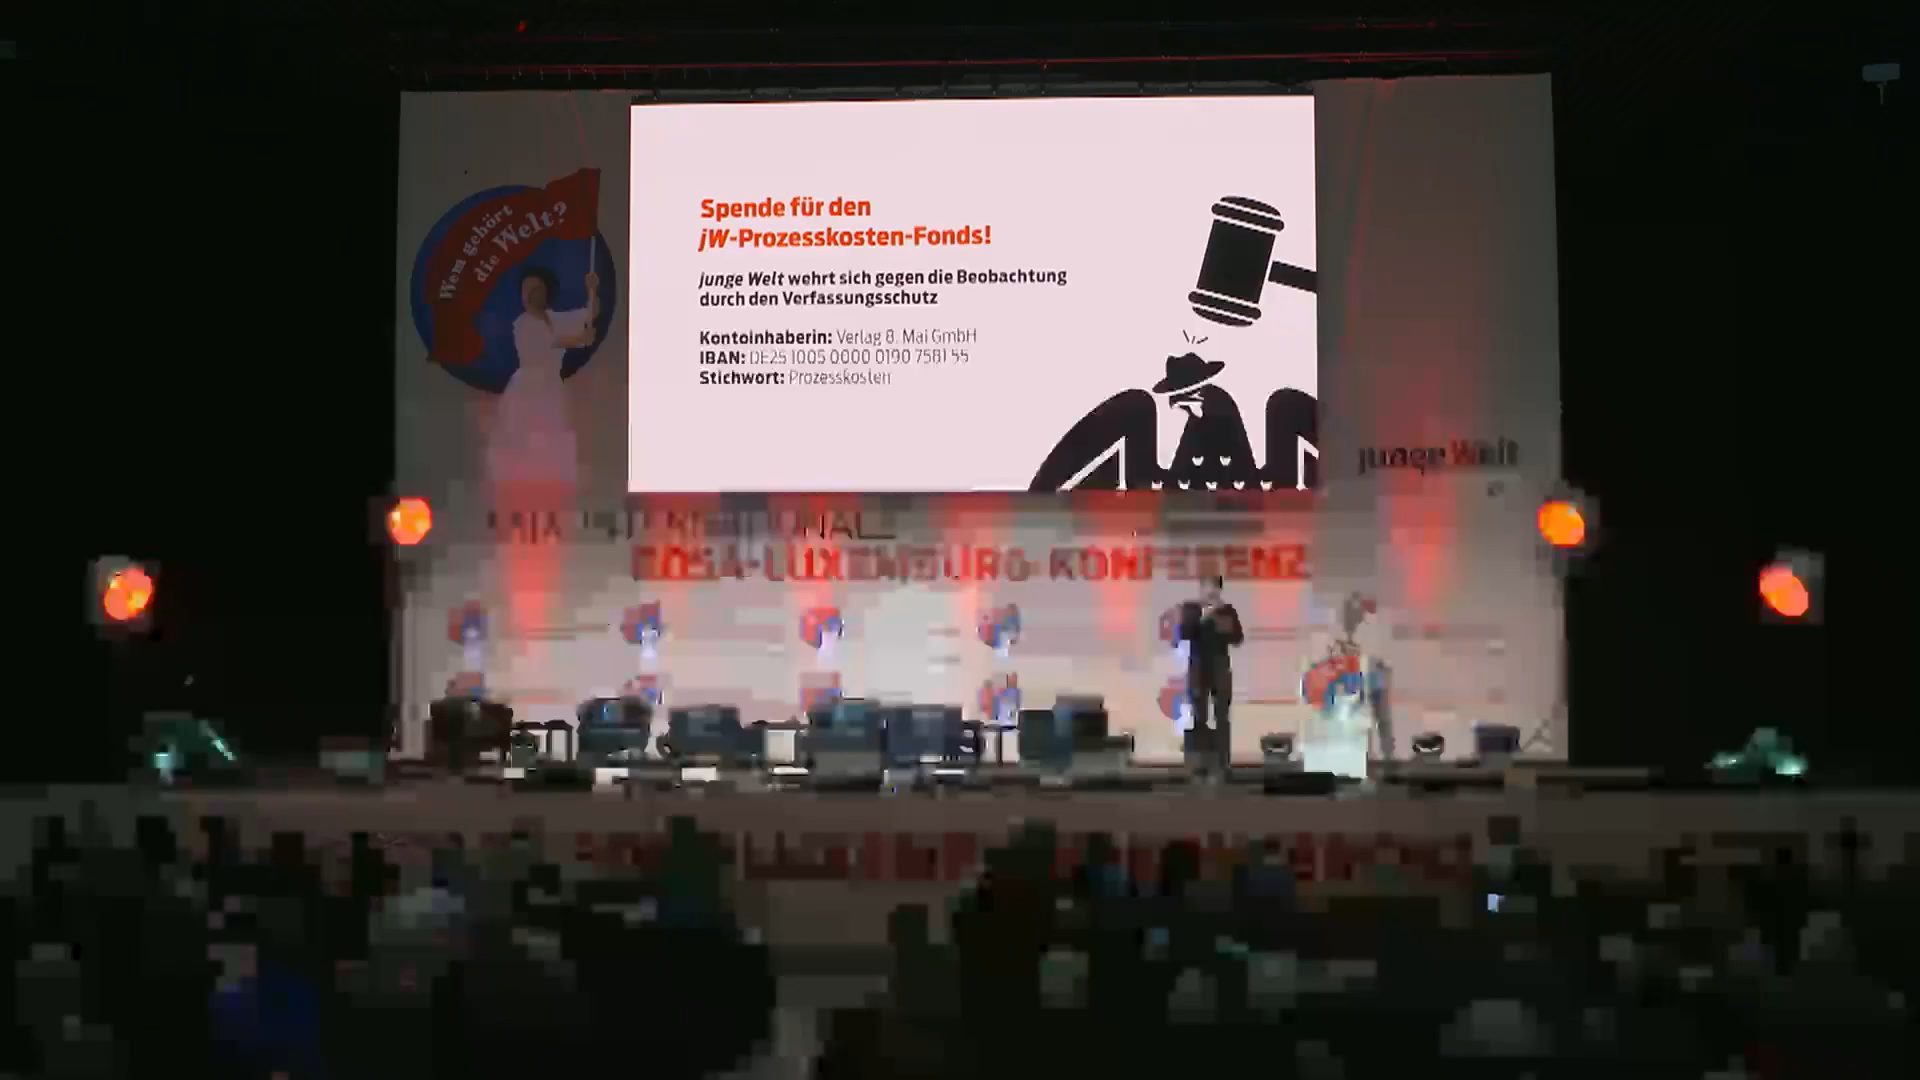 Wem gehört
die Welt?
Spende für den
jW-Prozesskosten-Fonds!
junge Welt wehrt sich gegen die Beobachtung
durch den Verfassungsschutz
Kontoinhaberin: Verlag 8. Mai GmbH
IBAN: DE25 1005 0000 0190 7581 55
Stichwort: Prozesskosten
junge Welt
INTERNATIONALE
ROSA-LUXEMBURG-KONFERENZ